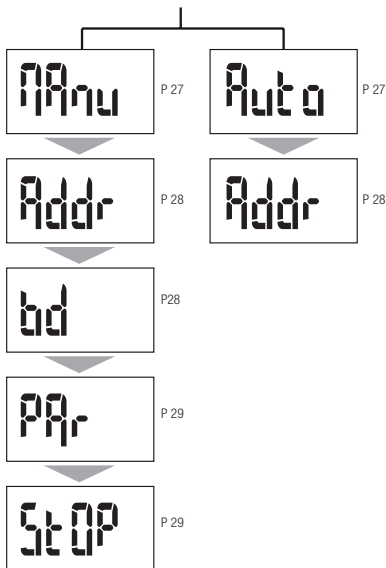 MAnu P 27
Auto P 27
Addr P 28
Addr P 28
bd P28
PAr P 29
StOP P 29